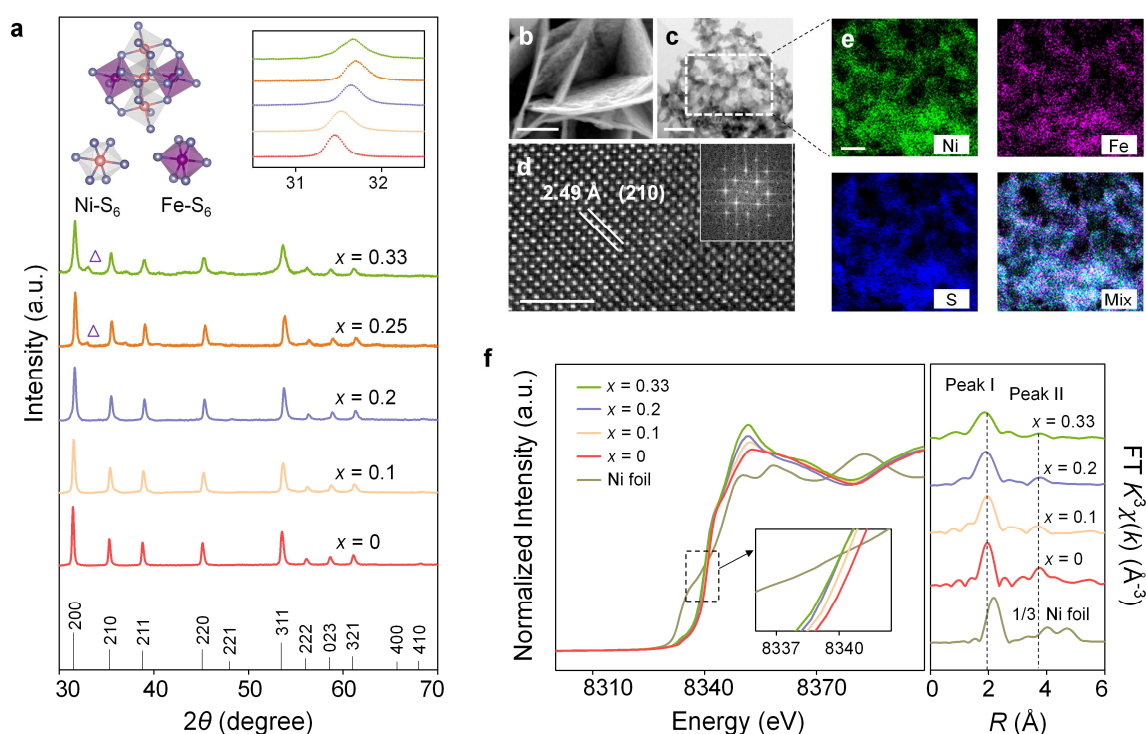 a
31 32
Ni-S6 Fe-S6
x = 0.33
x = 0.25
x = 0.2
x = 0.1
x = 0
200 210 211 220 221 311 222 023 321 400 410
30 40 50 60 70
2θ (degree)
Intensity (a.u.)
b
c
d
2.49 Å (210)
e
Ni
Fe
S
Mix
f
Normalized Intensity (a.u.)
x = 0.33
x = 0.2
x = 0.1
x = 0
Ni foil
8337 8340
8310 8340 8370
Energy (eV)
Peak I
Peak II
x = 0.33
x = 0.2
x = 0.1
x = 0
1/3 Ni foil
0 2 4 6
R (Å)
FT K³ χ(k) (Å⁻³)